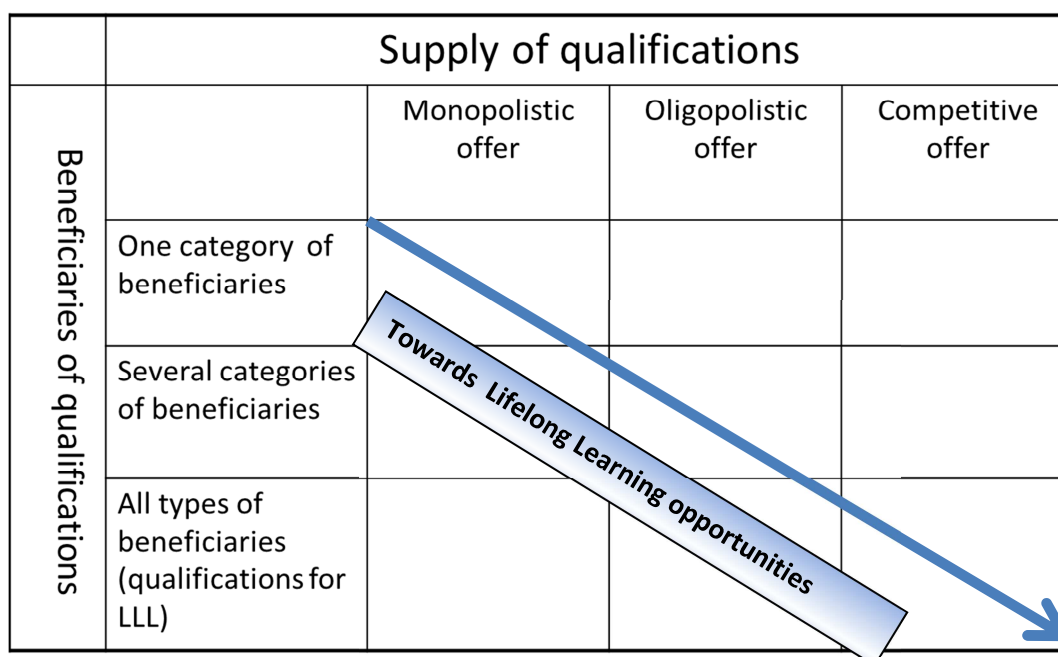 Supply of qualifications
Beneficiaries of qualifications
Monopolistic
offer
Oligopolistic
offer
Competitive
offer
One category of
beneficiaries
Several categories
of beneficiaries
All types of
beneficiaries
(qualifications for
LLL)
Towards Lifelong Learning opportunities